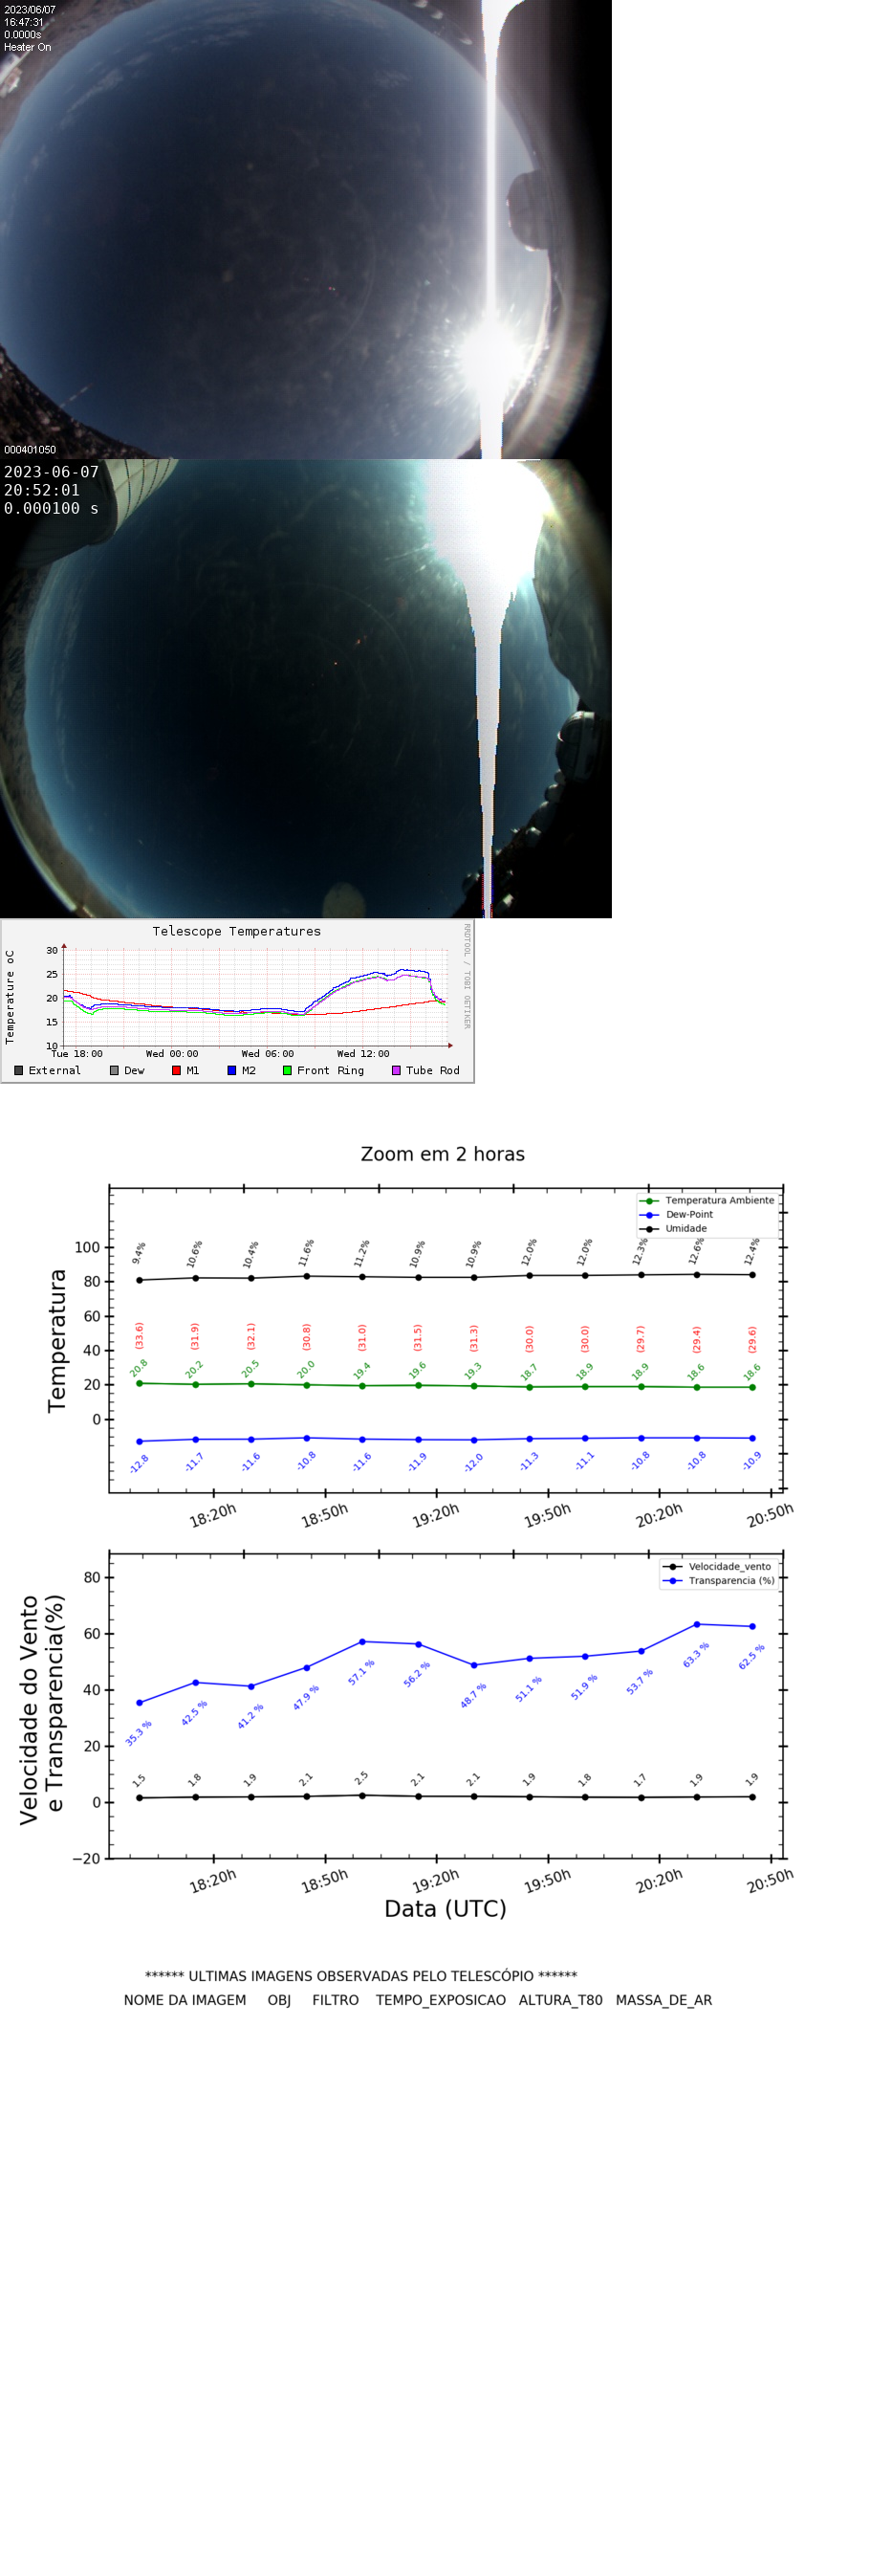 2023/06/07
16:47:31
0.0000s
Heater On
000401050
2023-06-07
20:52:01
0.000100 s
Telescope Temperatures
RRDTOOL / TOBI OETIKER
Temperature oC
30
25
20
15
10
Tue 18:00 Wed 00:00 Wed 06:00 Wed 12:00
External Dew M1 M2 Front Ring Tube Rod
Zoom em 2 horas
Temperatura Ambiente
Dew-Point
Umidade
Temperatura
100
80
60
40
20
0
9.4% 10.6% 10.4% 11.6% 11.2% 10.9% 10.9% 12.0% 12.0% 12.3% 12.6% 12.4%
(33.6) (31.9) (32.1) (30.8) (31.0) (31.5) (31.3) (30.0) (30.0) (29.7) (29.4) (29.6)
20.8 20.2 20.5 20.0 19.4 19.6 19.3 18.7 18.9 18.9 18.6 18.6
-12.8 -11.7 -11.6 -10.8 -11.6 -11.9 -12.0 -11.3 -11.1 -10.8 -10.8 -10.9
18:20h 18:50h 19:20h 19:50h 20:20h 20:50h
Velocidade_vento
Transparencia (%)
Velocidade do Vento
e Transparencia(%)
80
60
40
20
0
−20
35.3 % 42.5 % 41.2 % 47.9 % 57.1 % 56.2 % 48.7 % 51.1 % 51.9 % 53.7 % 63.3 % 62.5 %
1.5 1.8 1.9 2.1 2.5 2.1 2.1 1.9 1.8 1.7 1.9 1.9
18:20h 18:50h 19:20h 19:50h 20:20h 20:50h
Data (UTC)
****** ULTIMAS IMAGENS OBSERVADAS PELO TELESCÓPIO ******
NOME DA IMAGEM OBJ FILTRO TEMPO_EXPOSICAO ALTURA_T80 MASSA_DE_AR